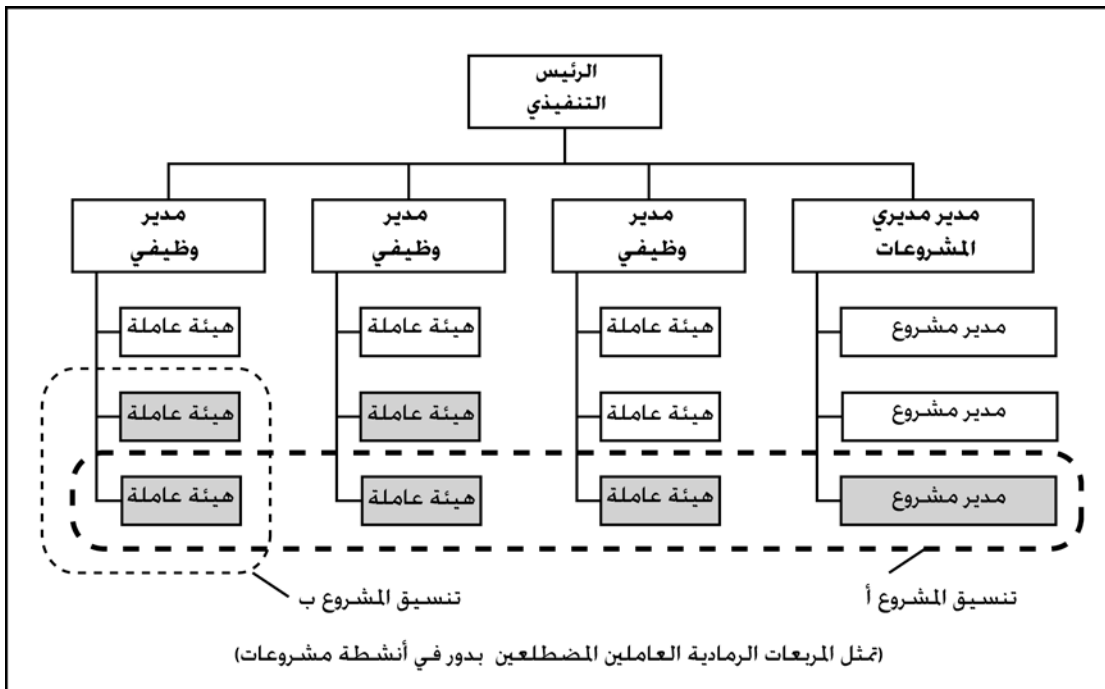 الرئيس
التنفيذي
مدير مديري
المشروعات
مدير
وظيفي
مدير
وظيفي
مدير
وظيفي
مدير مشروع
هيئة عاملة
هيئة عاملة
هيئة عاملة
مدير مشروع
هيئة عاملة
هيئة عاملة
هيئة عاملة
مدير مشروع
هيئة عاملة
هيئة عاملة
هيئة عاملة
تنسيق المشروع أ
تنسيق المشروع ب
(تمثل المربعات الرمادية العاملين المضطلعين بدور في أنشطة مشروعات)